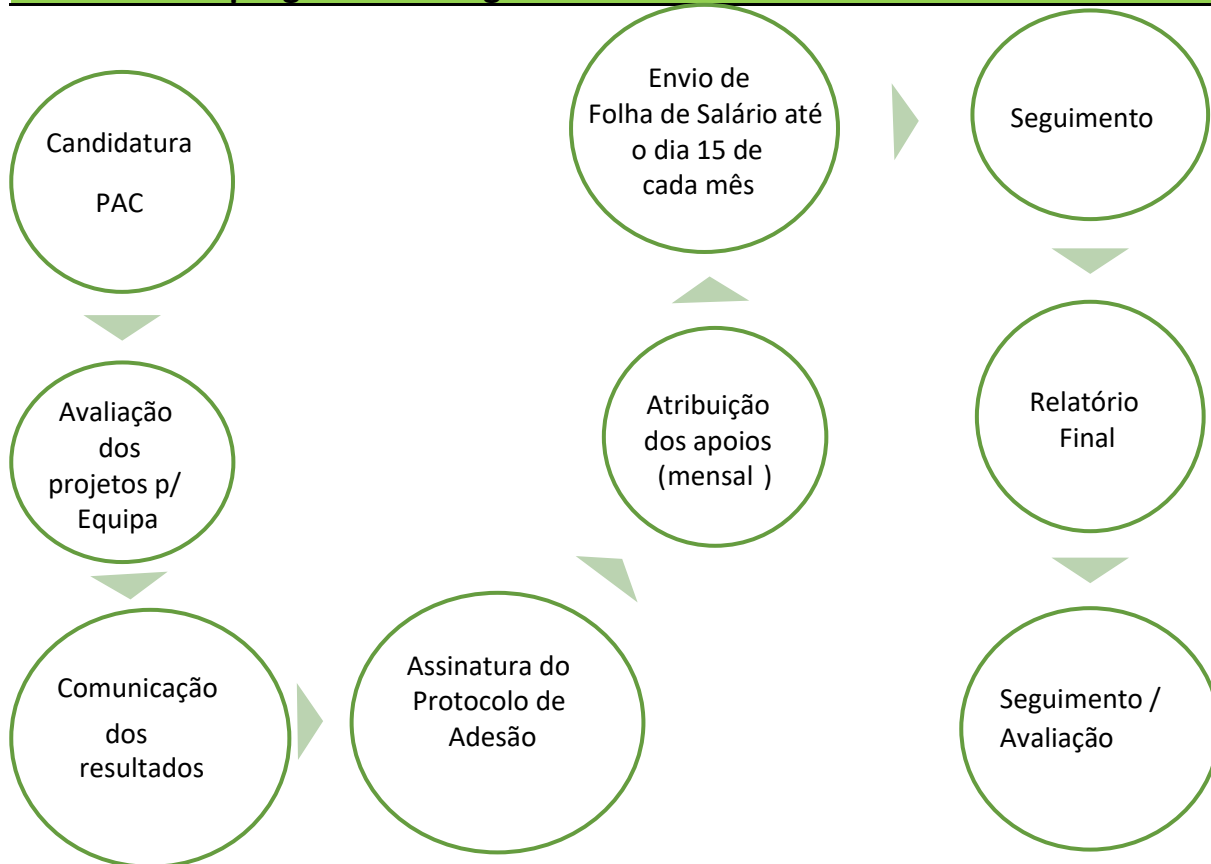 Candidatura
PAC
Avaliação
dos
projetos p/
Equipa
Comunicação
dos
resultados
Assinatura do
Protocolo de
Adesão
Atribuição
dos apoios
(mensal )
Envio de
Folha de Salário até
o dia 15 de
cada mês
Seguimento
Relatório
Final
Seguimento /
Avaliação